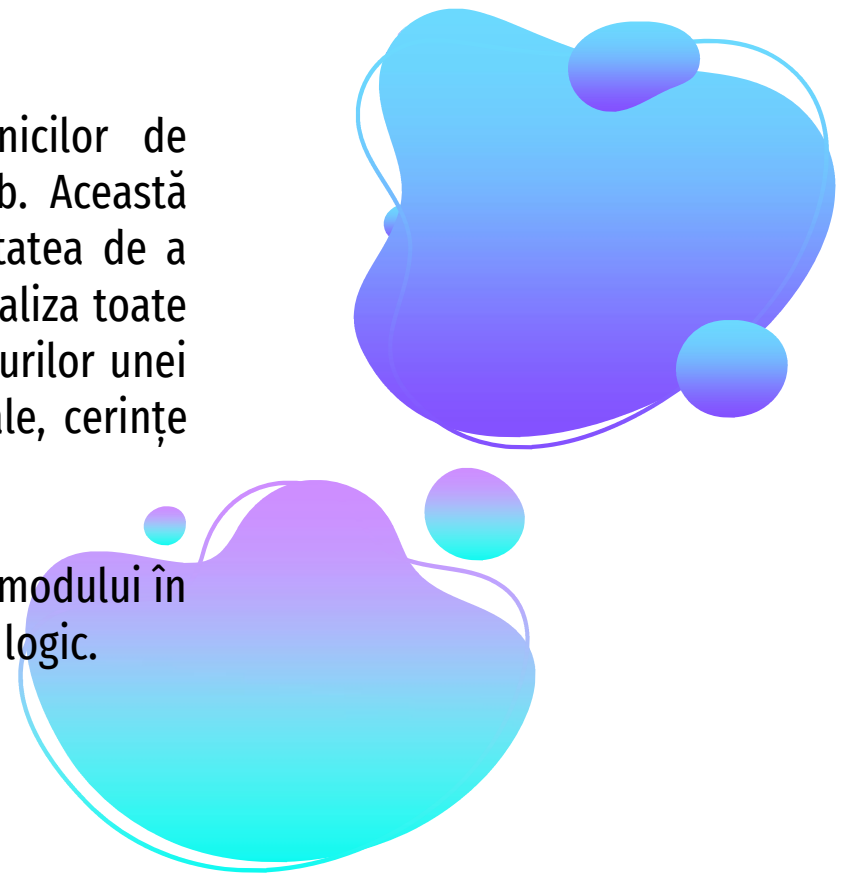 nicilor de
b. Această
tatea de a
aliza toate
urilor unei
ale, cerințe
modului în
logic.